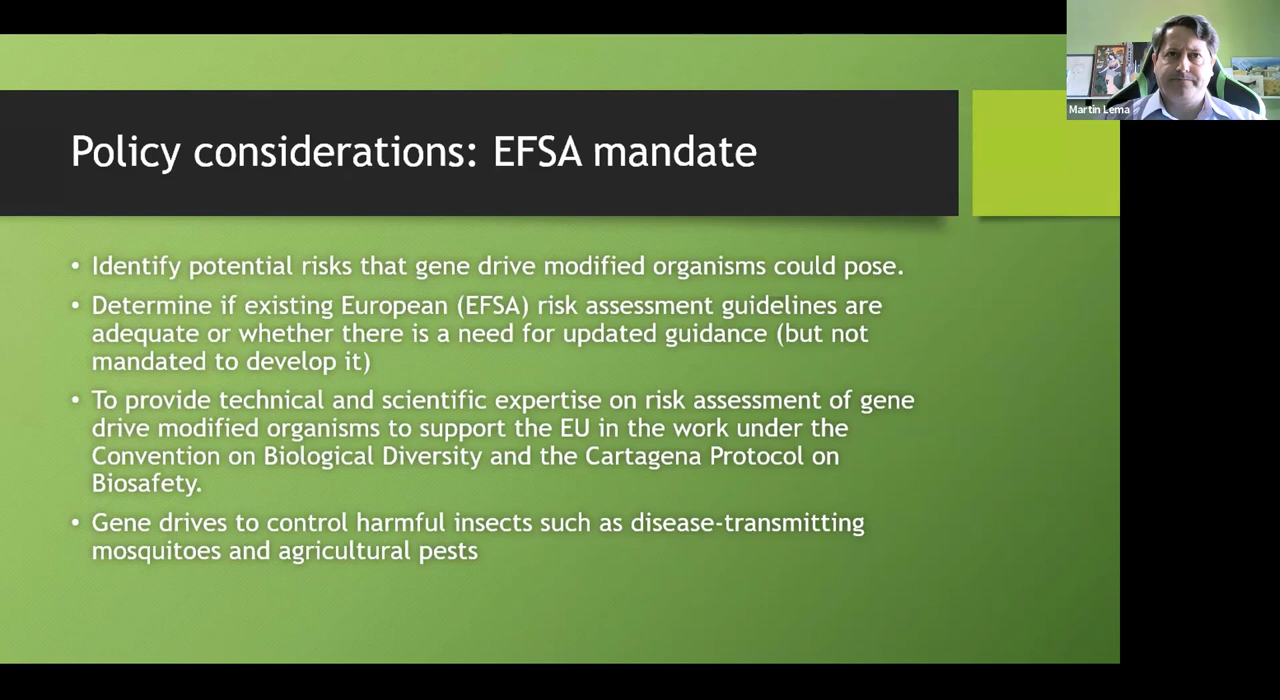 Martin Lema
Policy considerations: EFSA mandate
• Identify potential risks that gene drive modified organisms could pose.
• Determine if existing European (EFSA) risk assessment guidelines are
adequate or whether there is a need for updated guidance (but not
mandated to develop it)
• To provide technical and scientific expertise on risk assessment of gene
drive modified organisms to support the EU in the work under the
Convention on Biological Diversity and the Cartagena Protocol on
Biosafety.
• Gene drives to control harmful insects such as disease-transmitting
mosquitoes and agricultural pests